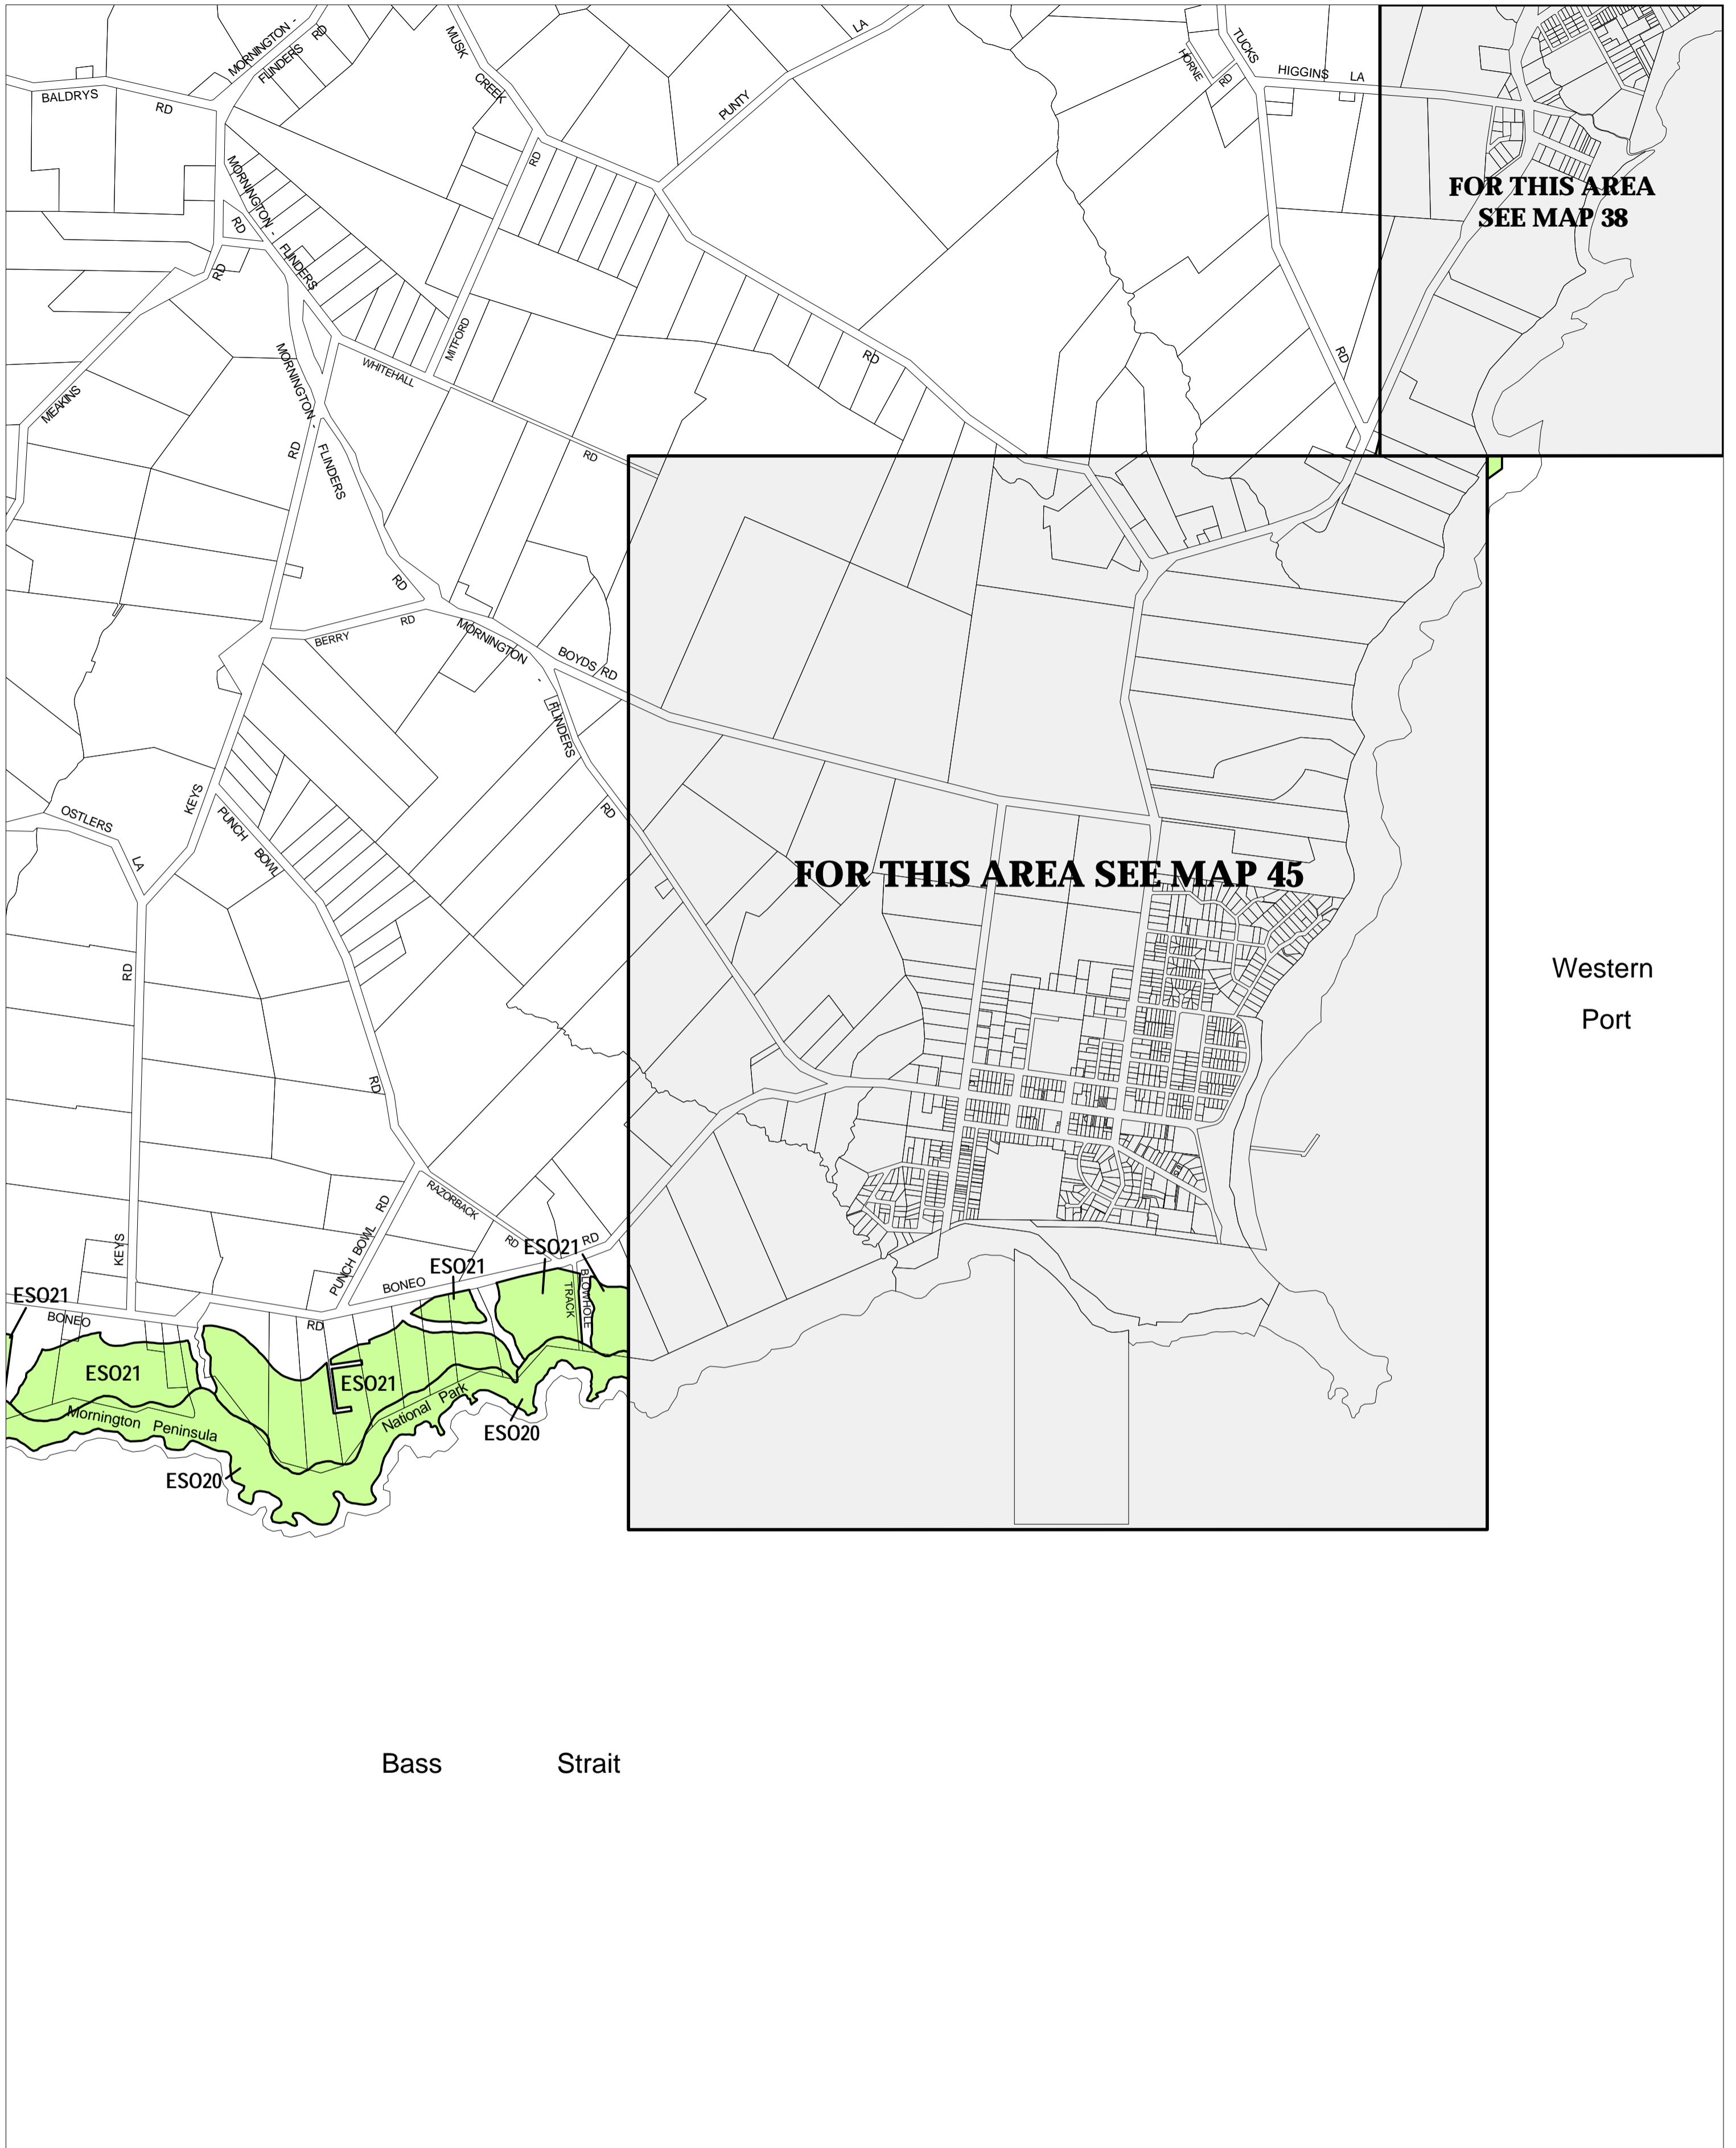 MORNINGTON -
FLINDERS
RD
MUSK
CREEK
RD
LA
PUNTY
TUCKS
HORNE
RD
HIGGINS LA
BALDRYS
RD
FOR THIS AREA
SEE MAP 38
MORNINGTON -
FLINDERS
RD
RD
MITFORD
WHITEHALL
RD
RD
RD
MEAKINS
MORNINGTON -
FLINDERS
RD
RD
BERRY
RD
MORNINGTON -
FLINDERS
RD
BOYDS RD
OSTLERS
LA
KEYS
PUNCH
BOWL
RD
FOR THIS AREA SEE MAP 45
RD
Western
Port
KEYS
PUNCH BOWL RD
RAZORBACK
RD
ESO21
RD
ESO21
BONEO
TRACK
BLOWHOLE
ESO21
BONEO
RD
ESO21
ESO21
Mornington Peninsula
National Park
ESO20
ESO20
Bass Strait